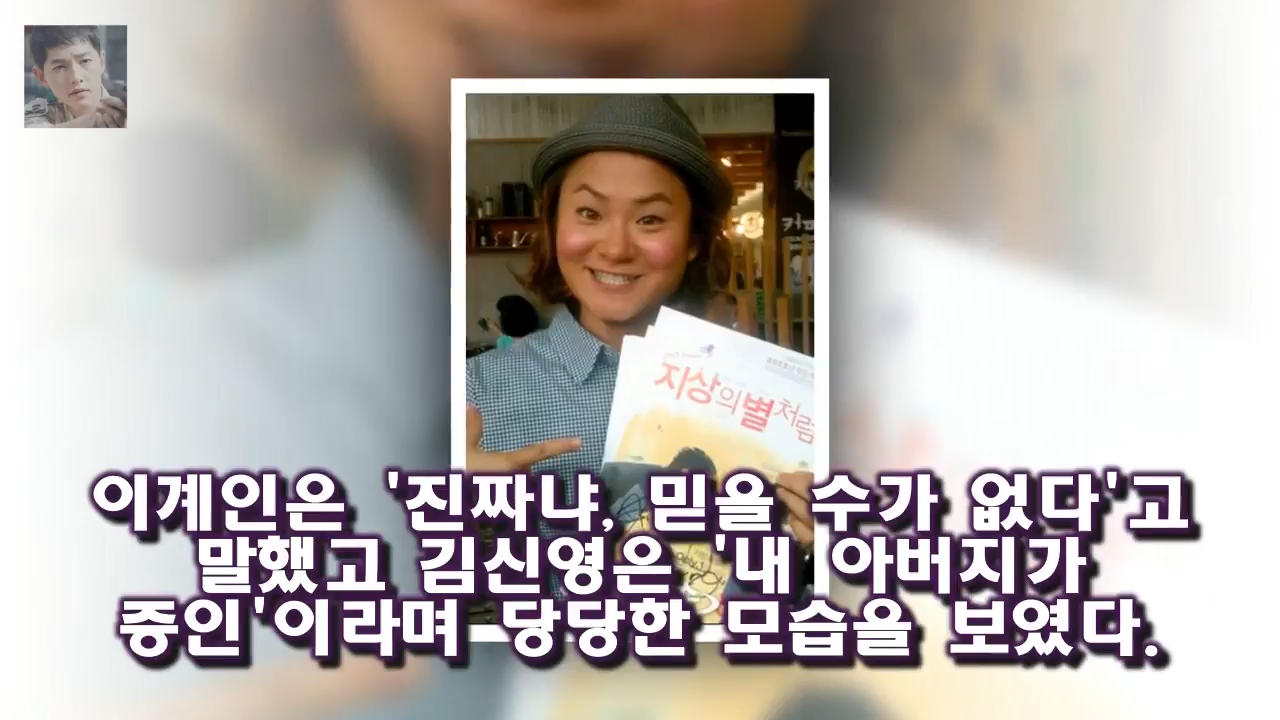 커피
지상의별처럼
이계인은 '진짜냐, 믿을 수가 없다'고
말했고 김신영은 '내 아버지가
증인'이라며 당당한 모습을 보였다.